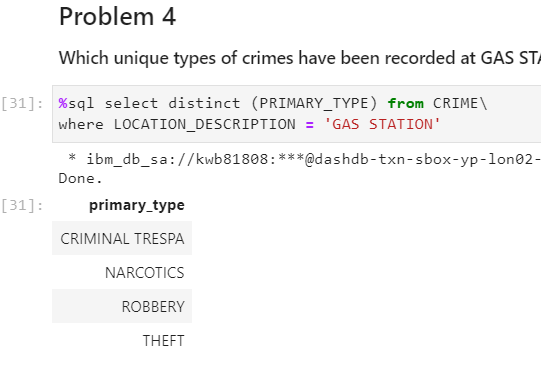 Problem 4
Which unique types of crimes have been recorded at GAS STA
[31]: %sql select distinct (PRIMARY_TYPE) from CRIME\
where LOCATION_DESCRIPTION = 'GAS STATION'
* ibm_db_sa://kwb81808:***@dashdb-txn-sbox-yp-lon02-
Done.
[31]: primary_type
CRIMINAL TRESPA
NARCOTICS
ROBBERY
THEFT